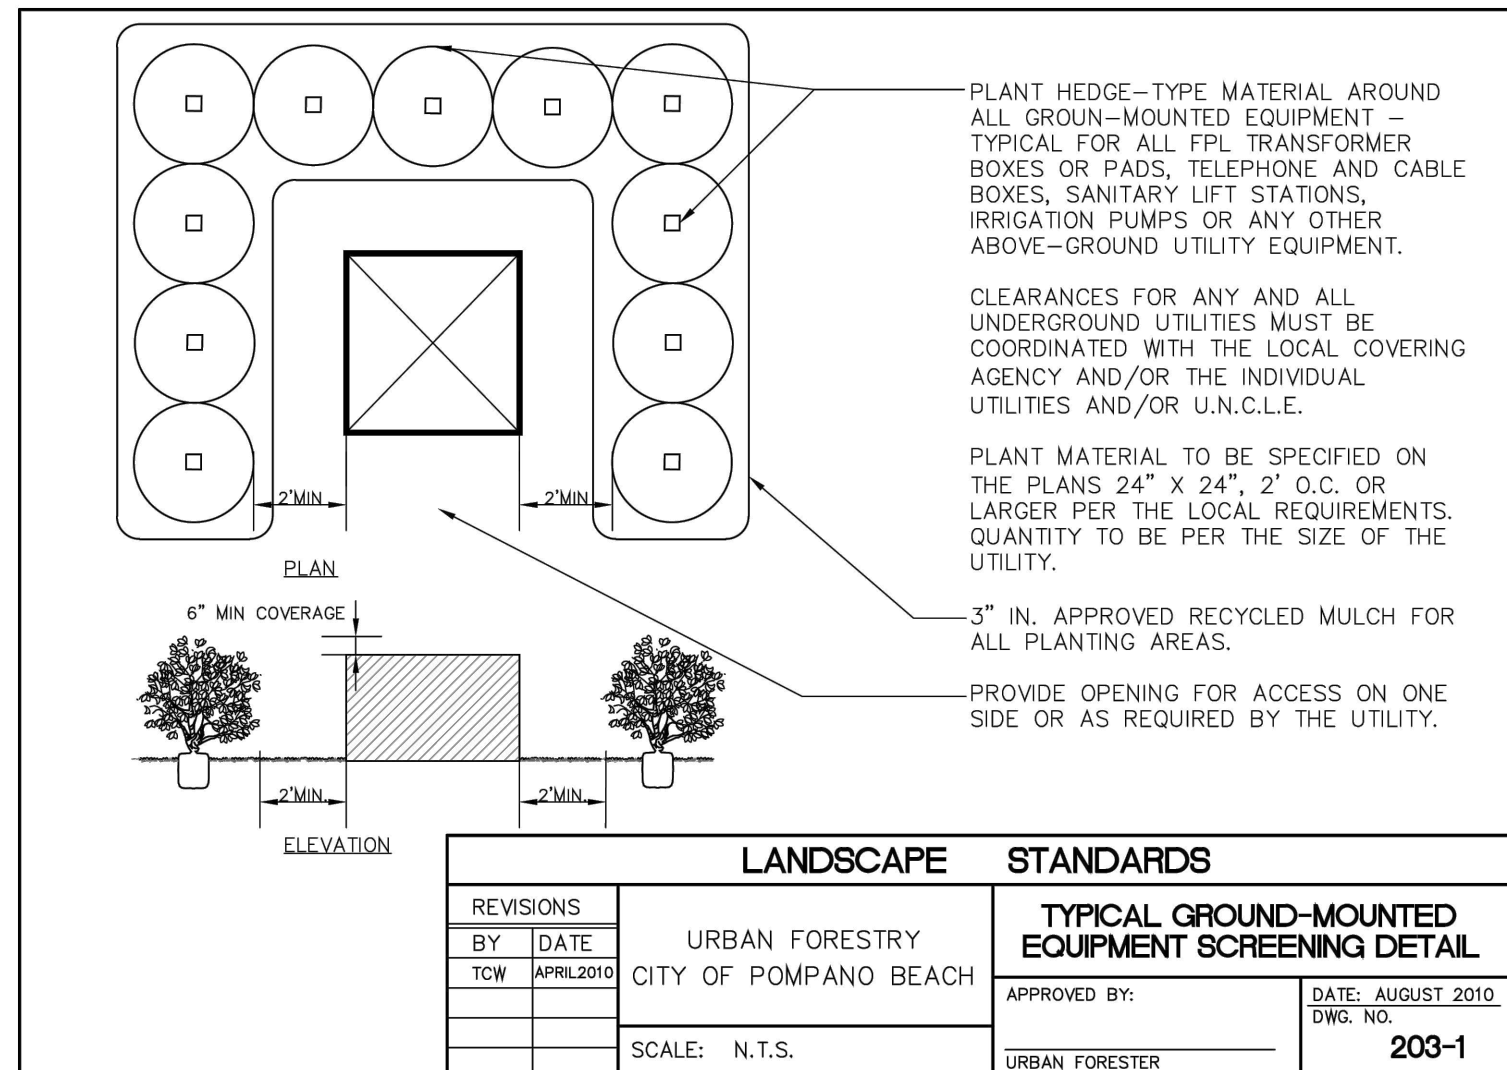 PLANT HEDGE-TYPE MATERIAL AROUND
ALL GROUN-MOUNTED EQUIPMENT -
TYPICAL FOR ALL FPL TRANSFORMER
BOXES OR PADS, TELEPHONE AND CABLE
BOXES, SANITARY LIFT STATIONS,
IRRIGATION PUMPS OR ANY OTHER
ABOVE-GROUND UTILITY EQUIPMENT.
CLEARANCES FOR ANY AND ALL
UNDERGROUND UTILITIES MUST BE
COORDINATED WITH THE LOCAL COVERING
AGENCY AND/OR THE INDIVIDUAL
UTILITIES AND/OR U.N.C.L.E.
PLANT MATERIAL TO BE SPECIFIED ON
THE PLANS 24" X 24", 2' O.C. OR
LARGER PER THE LOCAL REQUIREMENTS.
QUANTITY TO BE PER THE SIZE OF THE
UTILITY.
3" IN. APPROVED RECYCLED MULCH FOR
ALL PLANTING AREAS.
PROVIDE OPENING FOR ACCESS ON ONE
SIDE OR AS REQUIRED BY THE UTILITY.
2'MIN
2'MIN
PLAN
6" MIN COVERAGE
2'MIN.
2'MIN.
ELEVATION
LANDSCAPE STANDARDS
REVISIONS
BY DATE
TCW APRIL2010
URBAN FORESTRY
CITY OF POMPANO BEACH
SCALE: N.T.S.
TYPICAL GROUND-MOUNTED
EQUIPMENT SCREENING DETAIL
APPROVED BY:
URBAN FORESTER
DATE: AUGUST 2010
DWG. NO.
203-1